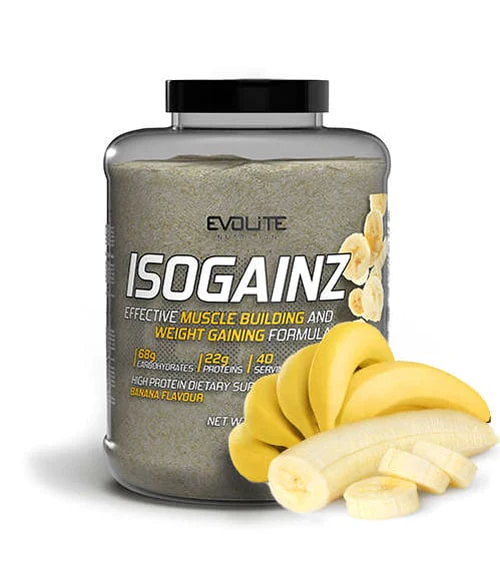 EVOLITE
NUTRITION
ISOGAINZ
EFFECTIVE MUSCLE BUILDING AND
WEIGHT GAINING FORMULA
68g 22g 40
CARBOHYDRATES PROTEINS
HIGH PROTEIN DIETARY
BANANA FLAVOUR
NET